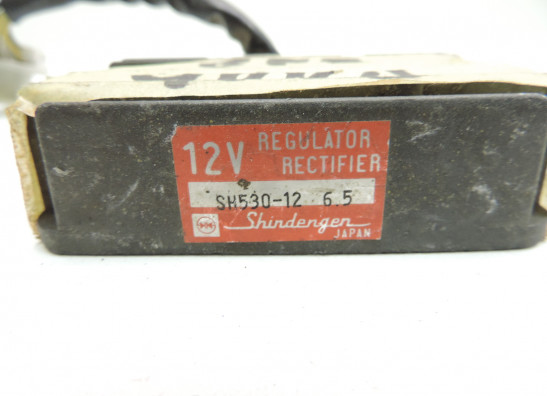 12V REGULATOR
RECTIFIER
SH530-12 6.5
Shindengen
JAPAN